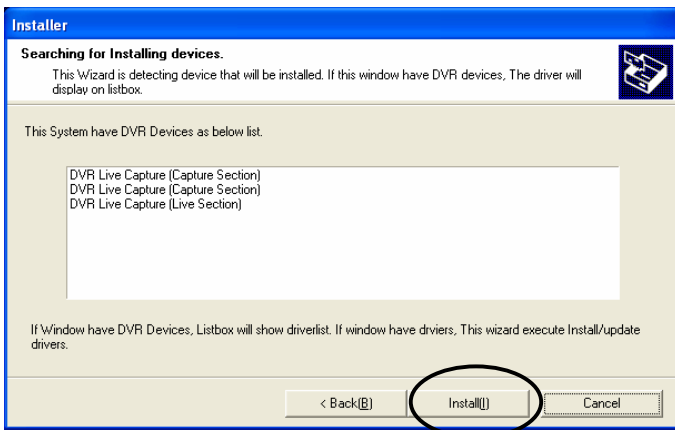 Installer
Searching for Installing devices.
This Wizard is detecting device that will be installed. If this window have DVR devices, The driver will
display on listbox.
This System have DVR Devices as below list.
DVR Live Capture (Capture Section)
DVR Live Capture (Capture Section)
DVR Live Capture (Live Section)
If Window have DVR Devices, Listbox will show driverlist. If window have drviers, This wizard execute Install/update
drivers.
< Back(B) Install(I) Cancel